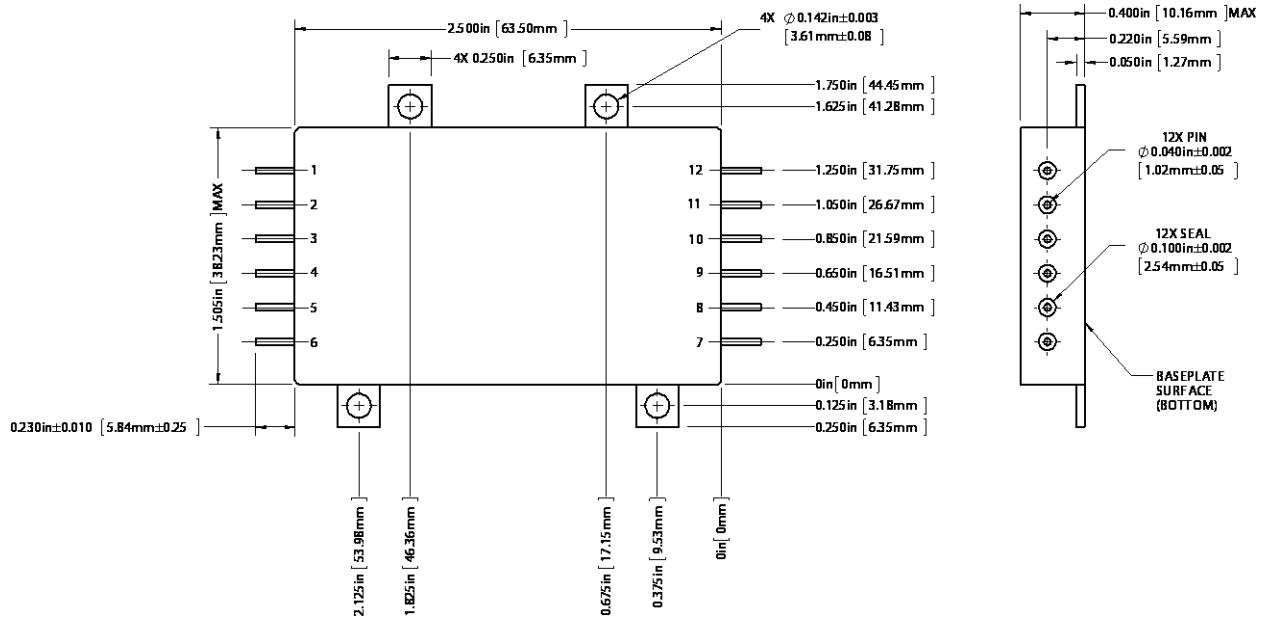 2.500in [63.50mm]
4X 0.250in [6.35mm]
4X ∅0.142in±0.003
[3.61mm±0.08]
1.750in [44.45mm]
1.625in [41.28mm]
1.505in [38.23mm]MAX
1
2
3
4
5
6
12
11
10
9
8
7
1.250in [31.75mm]
1.050in [26.67mm]
0.850in [21.59mm]
0.650in [16.51mm]
0.450in [11.43mm]
0.250in [6.35mm]
0in[0mm]
0.125in [3.18mm]
0.250in [6.35mm]
0.230in±0.010 [5.84mm±0.25]
2.125in [53.98mm]
1.825in [46.36mm]
0.675in [17.15mm]
0.375in [9.53mm]
0in[0mm]
0.400in [10.16mm]MAX
0.220in [5.59mm]
0.050in [1.27mm]
12X PIN
∅0.040in±0.002
[1.02mm±0.05]
12X SEAL
∅0.100in±0.002
[2.54mm±0.05]
BASEPLATE
SURFACE
(BOTTOM)